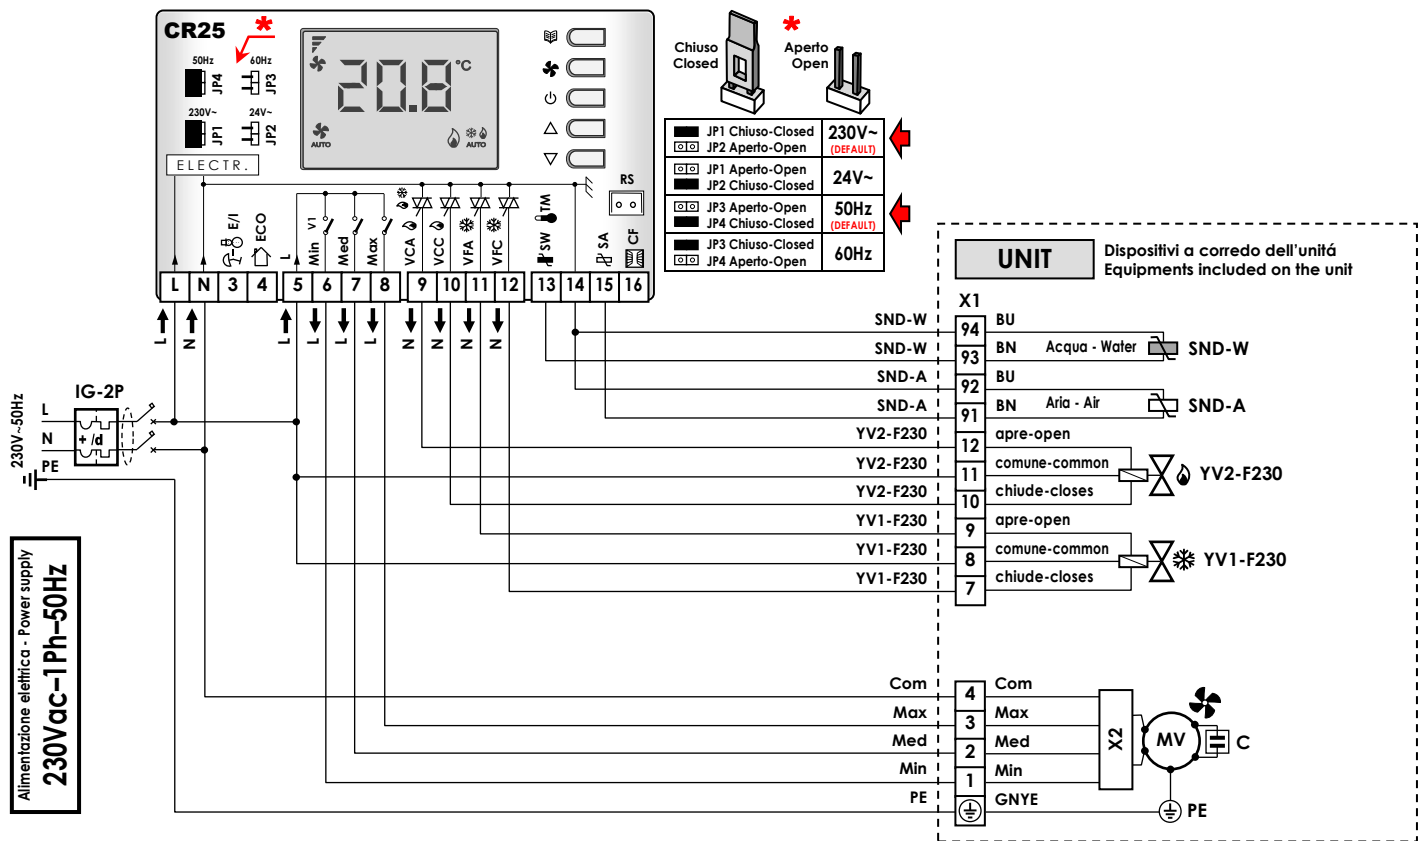 CR25
*
50Hz
60Hz
JP4
JP3
230V~
24V~
JP1
JP2
ELECTR.
20.8 °C
AUTO
AUTO
E/I
ECO
L
Min
V1
Med
Max
VCA
VCC
VFA
VFC
SW
TM
SA
CF
RS
L N 3 4 5 6 7 8 9 10 11 12 13 14 15 16
L
N
L
L
L
L
N
N
N
N
Chiuso
Closed
*
Aperto
Open
JP1 Chiuso-Closed
JP2 Aperto-Open
230V~
(DEFAULT)
JP1 Aperto-Open
JP2 Chiuso-Closed
24V~
JP3 Aperto-Open
JP4 Chiuso-Closed
50Hz
(DEFAULT)
JP3 Chiuso-Closed
JP4 Aperto-Open
60Hz
UNIT
Dispositivi a corredo dell'unitá
Equipments included on the unit
X1
SND-W 94 BU
SND-W 93 BN Acqua - Water SND-W
SND-A 92 BU
SND-A 91 BN Aria - Air SND-A
YV2-F230 12 apre-open
YV2-F230 11 comune-common YV2-F230
YV2-F230 10 chiude-closes
YV1-F230 9 apre-open
YV1-F230 8 comune-common YV1-F230
YV1-F230 7 chiude-closes
IG-2P
230V~50Hz
L
N
+ /d
PE
Alimentazione elettrica - Power supply
230Vac-1Ph-50Hz
Com 4 Com
Max 3 Max
Med 2 Med
Min 1 Min
PE GNYE
X2
MV
C
PE